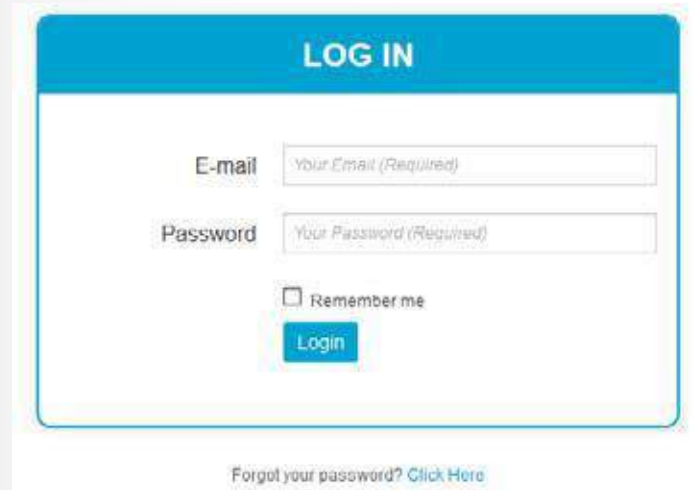 LOG IN
E-mail Your Email (Required)
Password Your Password (Required)
Remember me
Login
Forgot your password? Click Here